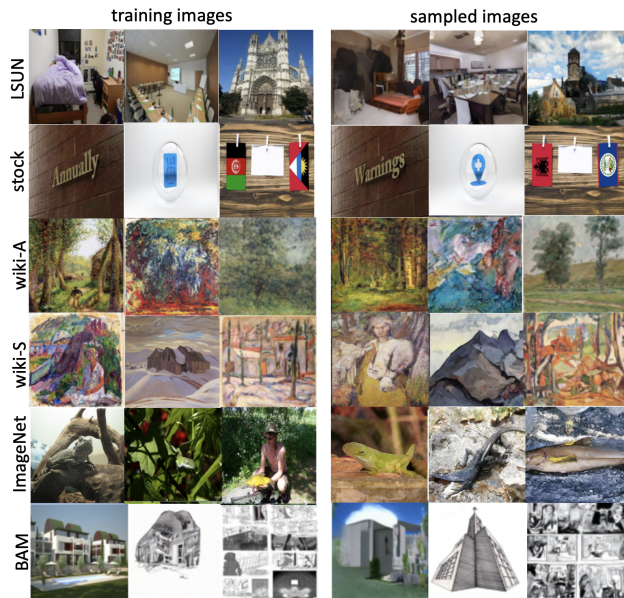 training images
sampled images
LSUN
stock
Annually
Warnings
wiki-A
wiki-S
ImageNet
BAM